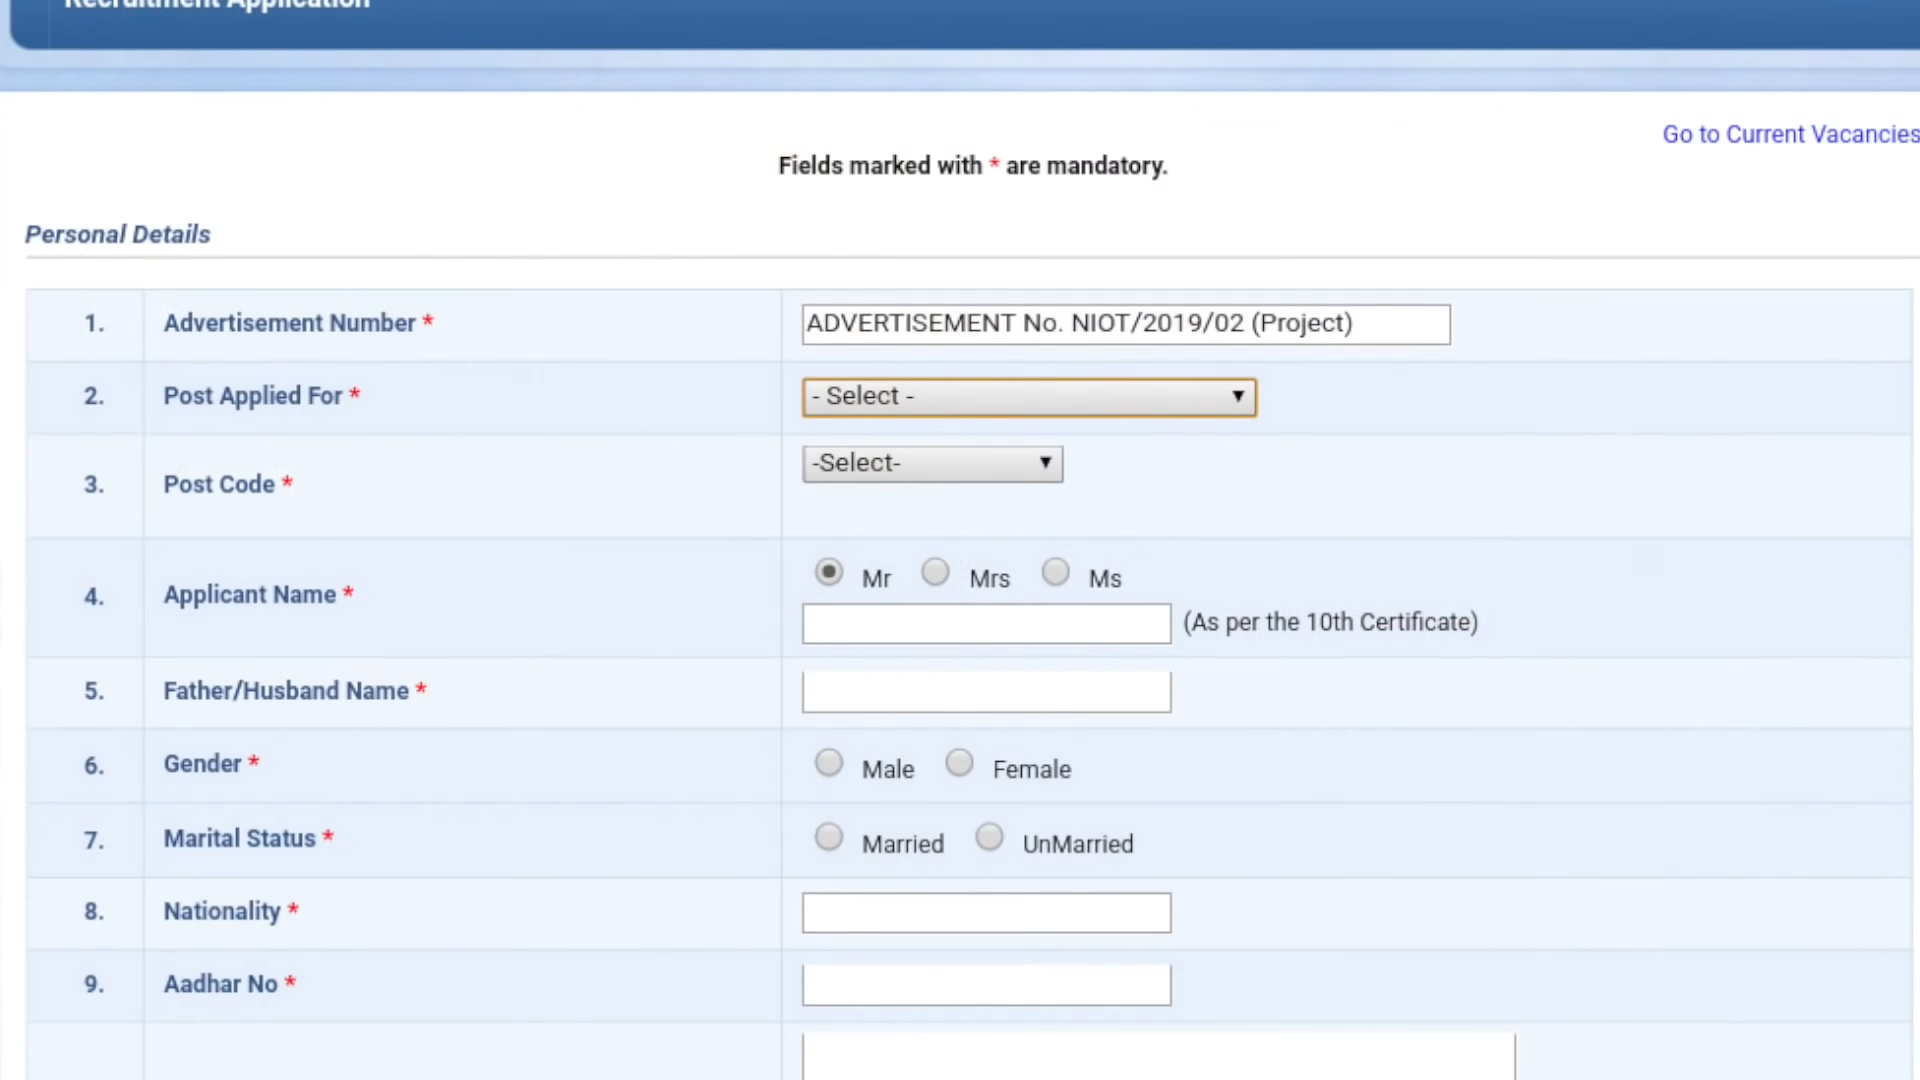 Recruitment Application
Go to Current Vacancies
Fields marked with * are mandatory.
Personal Details
1. Advertisement Number * ADVERTISEMENT No. NIOT/2019/02 (Project)
2. Post Applied For * - Select -
3. Post Code * -Select-
4. Applicant Name * Mr Mrs Ms
(As per the 10th Certificate)
5. Father/Husband Name *
6. Gender * Male Female
7. Marital Status * Married UnMarried
8. Nationality *
9. Aadhar No *